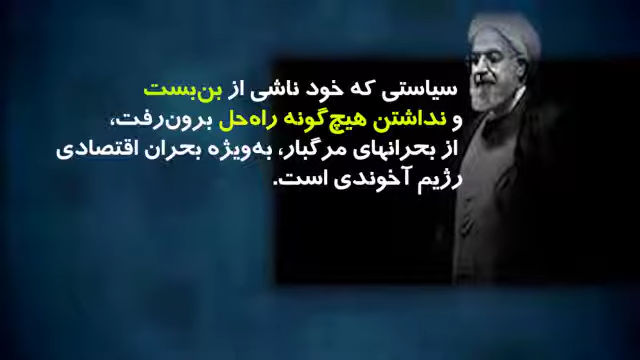 سیاستی که خود ناشی از بن‌بست
و نداشتن هیچ‌گونه راه‌حل برون‌رفت،
از بحرانهای مرگبار، به‌ویژه بحران اقتصادی
رژیم آخوندی است.